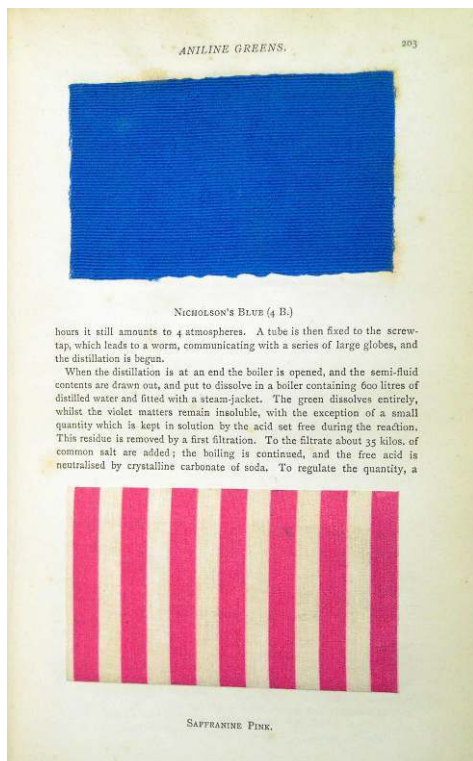 ANILINE GREENS.
203
NICHOLSON'S BLUE (4 B.)
hours it still amounts to 4 atmospheres. A tube is then fixed to the screw-
tap, which leads to a worm, communicating with a series of large globes, and
the distillation is begun.
When the distillation is at an end the boiler is opened, and the semi-fluid
contents are drawn out, and put to dissolve in a boiler containing 600 litres of
distilled water and fitted with a steam-jacket. The green dissolves entirely,
whilst the violet matters remain insoluble, with the exception of a small
quantity which is kept in solution by the acid set free during the reaction.
This residue is removed by a first filtration. To the filtrate about 35 kilos. of
common salt are added; the boiling is continued, and the free acid is
neutralised by crystalline carbonate of soda. To regulate the quantity, a
SAFFRANINE PINK.